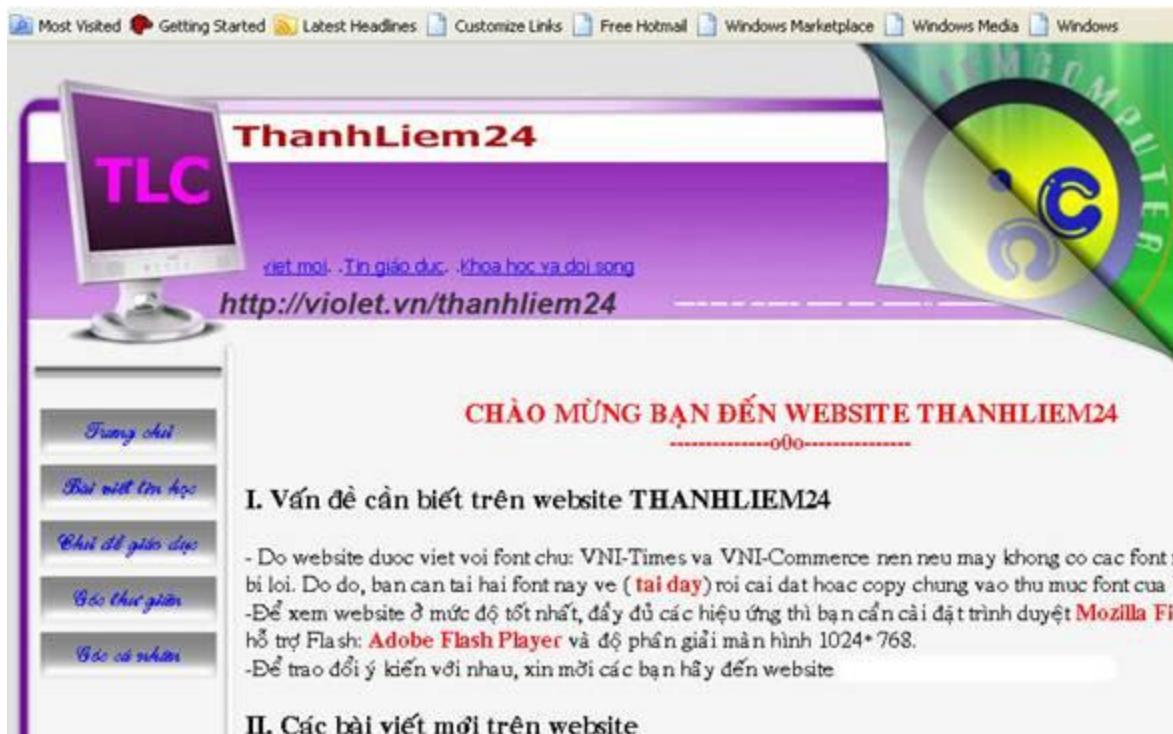 Most Visited Getting Started Latest Headlines Customize Links Free Hotmail Windows Marketplace Windows Media Windows
ThanhLiem24
TLC
COMPUTER
viet moi. .Tin giáo duc. .Khoa hoc va doi song
http://violet.vn/thanhliem24
CHÀO MỪNG BẠN ĐẾN WEBSITE THANHLIEM24
--------------o0o---------------
Trang chủ
Bài viết tin học
Chủ đề giáo dục
Góc thư giãn
Góc cá nhân
I. Vấn đề cần biết trên website THANHLIEM24
- Do website duoc viet voi font chu: VNI-Times va VNI-Commerce nen neu may khong co cac font
bi loi. Do do, ban can tai hai font nay ve ( tai day) roi cai dat hoac copy chung vao thu muc font cua
-Để xem website ở mức độ tốt nhất, đầy đủ các hiệu ứng thì bạn cần cài đặt trình duyệt Mozilla Fi
hỗ trợ Flash: Adobe Flash Player và độ phân giải màn hình 1024*768.
-Để trao đổi ý kiến với nhau, xin mời các bạn hãy đến website
II. Các bài viết mới trên website